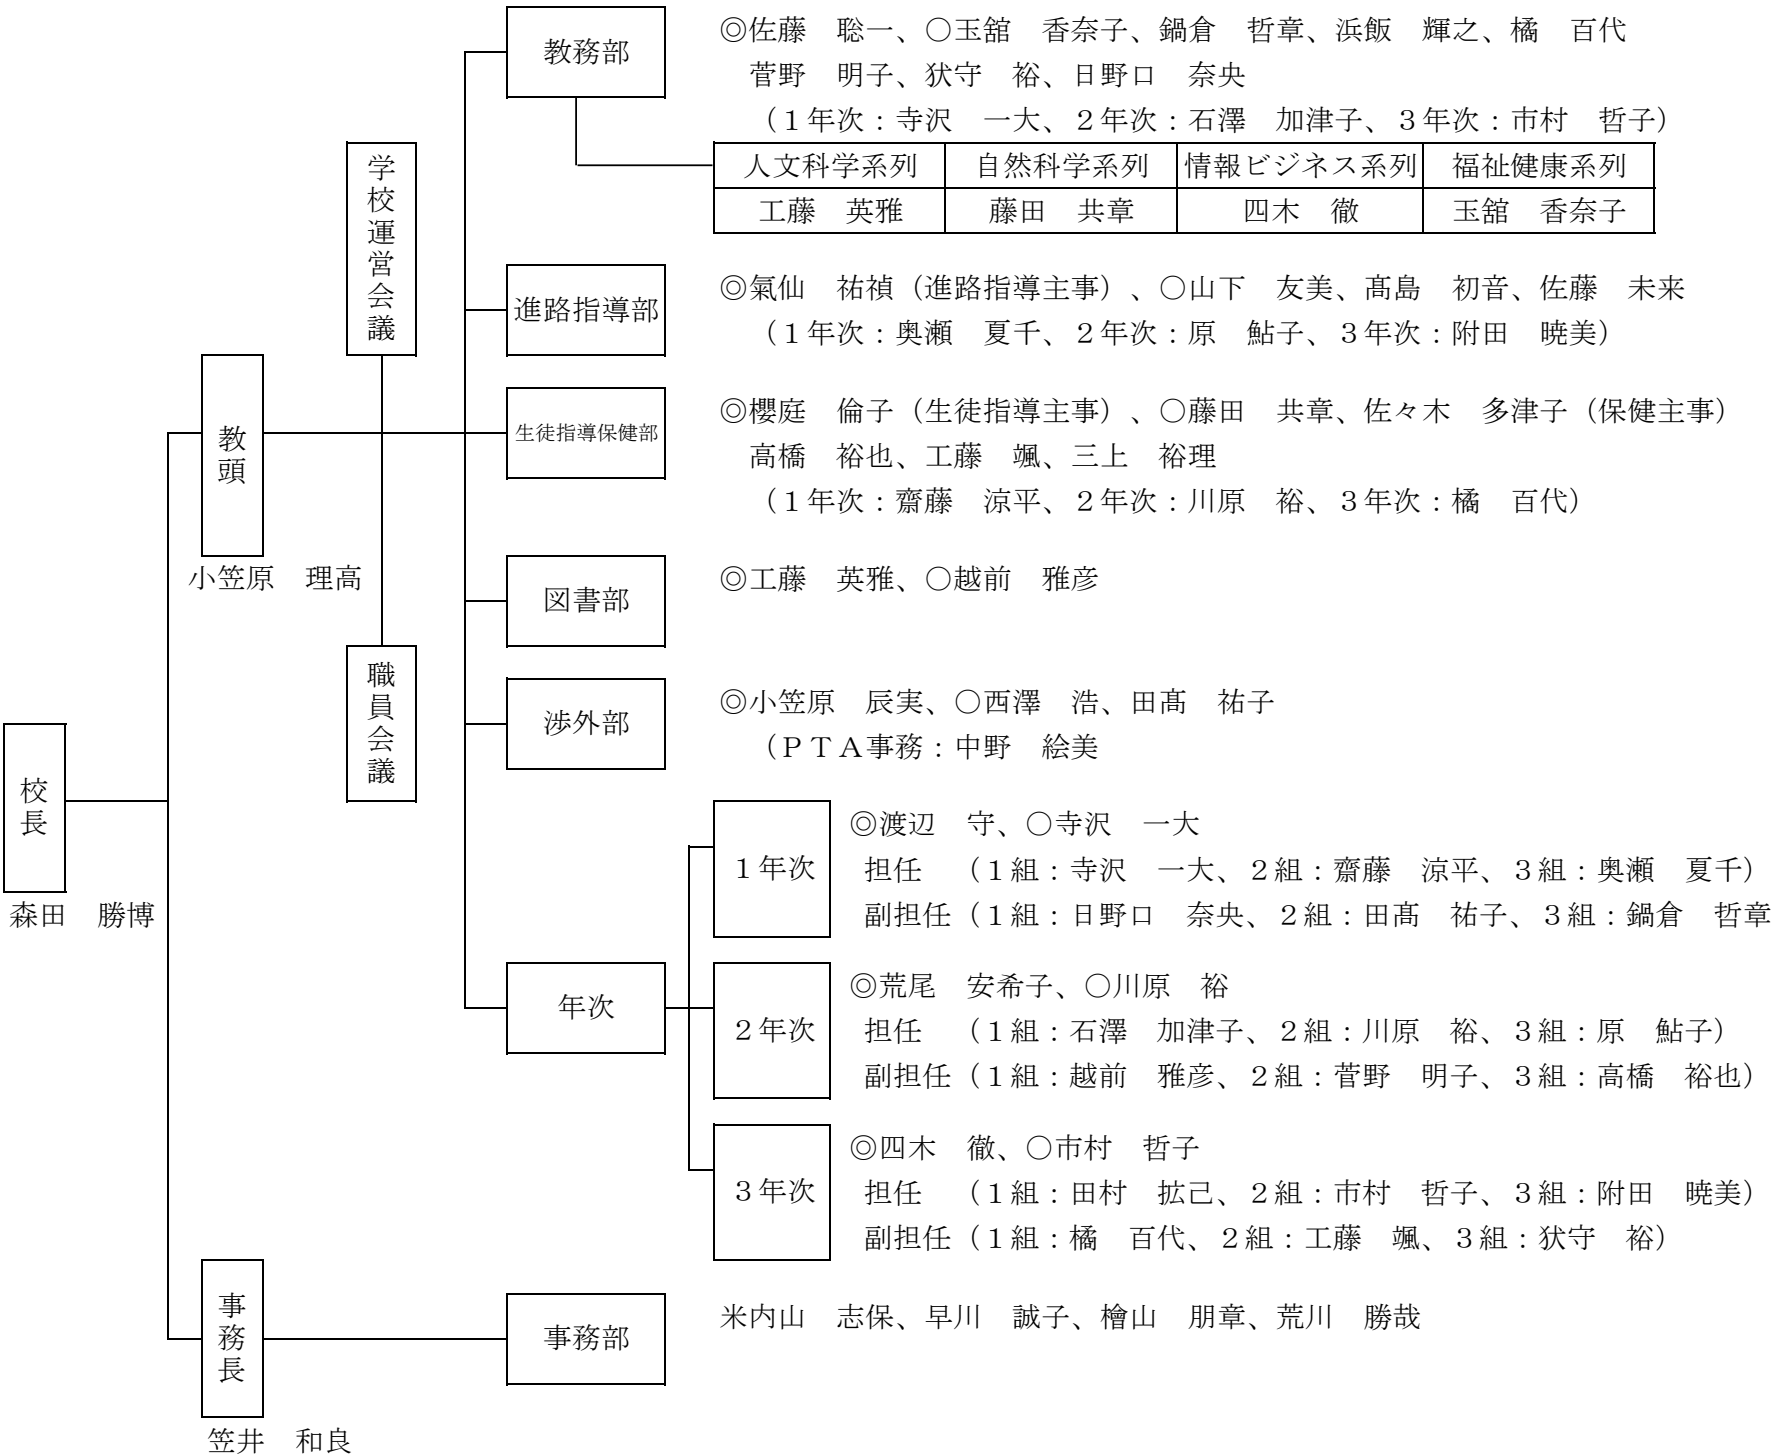 校長
森田　勝博
教頭
小笠原　理高
事務長
笠井　和良
学校運営会議
職員会議
教務部
◎佐藤　聡一、○玉舘　香奈子、鍋倉　哲章、浜飯　輝之、橘　百代
菅野　明子、狄守　裕、日野口　奈央
（１年次：寺沢　一大、２年次：石澤　加津子、３年次：市村　哲子）
人文科学系列　自然科学系列　情報ビジネス系列　福祉健康系列
工藤　英雅　藤田　共章　四木　徹　玉舘　香奈子
進路指導部
◎氣仙　祐禎（進路指導主事）、○山下　友美、髙島　初音、佐藤　未来
（１年次：奥瀬　夏千、２年次：原　鮎子、３年次：附田　暁美）
生徒指導保健部
◎櫻庭　倫子（生徒指導主事）、○藤田　共章、佐々木　多津子（保健主事）
高橋　裕也、工藤　颯、三上　裕理
（１年次：齋藤　涼平、２年次：川原　裕、３年次：橘　百代）
図書部
◎工藤　英雅、○越前　雅彦
渉外部
◎小笠原　辰実、○西澤　浩、田髙　祐子
（ＰＴＡ事務：中野　絵美
年次
１年次
◎渡辺　守、○寺沢　一大
担任　（１組：寺沢　一大、２組：齋藤　涼平、３組：奥瀬　夏千）
副担任（１組：日野口　奈央、２組：田髙　祐子、３組：鍋倉　哲章
２年次
◎荒尾　安希子、○川原　裕
担任　（１組：石澤　加津子、２組：川原　裕、３組：原　鮎子）
副担任（１組：越前　雅彦、２組：菅野　明子、３組：高橋　裕也）
３年次
◎四木　徹、○市村　哲子
担任　（１組：田村　拡己、２組：市村　哲子、３組：附田　暁美）
副担任（１組：橘　百代、２組：工藤　颯、３組：狄守　裕）
事務部
米内山　志保、早川　誠子、檜山　朋章、荒川　勝哉